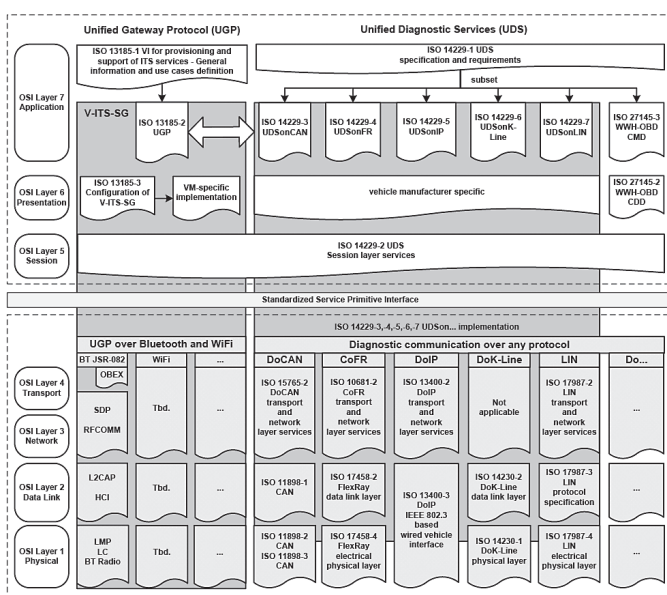 Unified Gateway Protocol (UGP)
Unified Diagnostic Services (UDS)
OSI Layer 7
Application
ISO 13185-1 VI for provisioning and
support of ITS services - General
information and use cases definition
ISO 14229-1 UDS
specification and requirements
subset
V-ITS-SG
ISO 13185-2
UGP
ISO 14229-3
UDSonCAN
ISO 14229-4
UDSonFR
ISO 14229-5
UDSonIP
ISO 14229-6
UDSonK-
Line
ISO 14229-7
UDSonLIN
ISO 27145-3
WWH-OBD
CMD
OSI Layer 6
Presentation
ISO 13185-3
Configuration of
V-ITS-SG
VM-specific
implementation
vehicle manufacturer specific
ISO 27145-2
WWH-OBD
CDD
OSI Layer 5
Session
ISO 14229-2 UDS
Session layer services
Standardized Service Primitive Interface
ISO 14229-3,-4,-5,-6,-7 UDSon... implementation
UGP over Bluetooth and WiFi
Diagnostic communication over any protocol
BT JSR-082
WiFi
...
DoCAN
CoFR
DoIP
DoK-Line
LIN
Do...
OSI Layer 4
Transport
OSI Layer 3
Network
OBEX
SDP
RFCOMM
Tbd.
...
ISO 15765-2
DoCAN
transport
and
network
layer services
ISO 10681-2
CoFR
transport
and
network
layer services
ISO 13400-2
DoIP
transport
and
network
layer services
Not
applicable
ISO 17987-2
LIN
transport
and
network
layer services
...
OSI Layer 2
Data Link
L2CAP
HCI
Tbd.
...
ISO 11898-1
CAN
ISO 17458-2
FlexRay
data link layer
ISO 13400-3
DoIP
IEEE 802.3
based
wired vehicle
interface
ISO 14230-2
DoK-Line
data link layer
ISO 17987-3
LIN
protocol
specification
...
OSI Layer 1
Physical
LMP
LC
BT Radio
Tbd.
...
ISO 11898-2
CAN
ISO 11898-3
CAN
ISO 17458-4
FlexRay
electrical
physical layer
ISO 14230-1
DoK-Line
physical layer
ISO 17987-4
LIN
electrical
physical layer
...